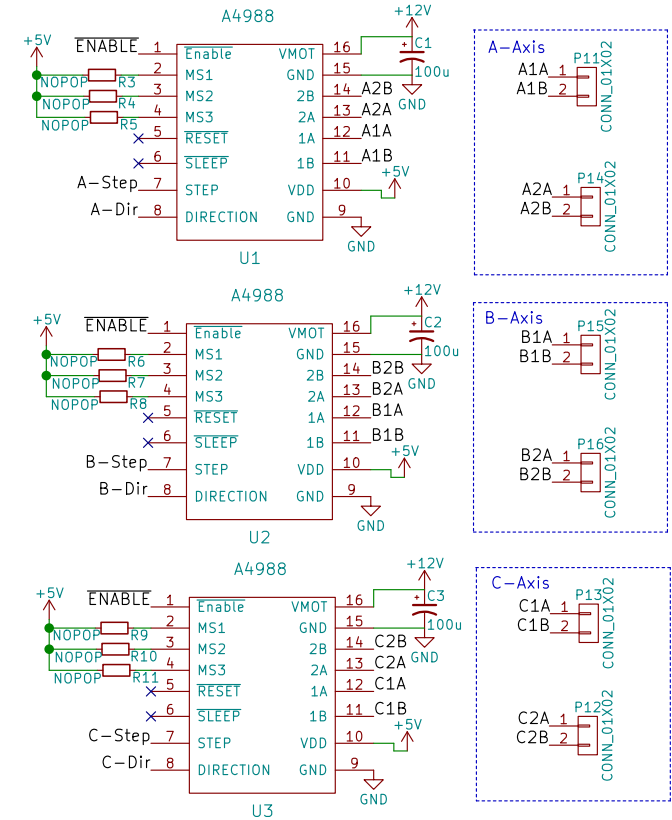 A4988
+12V
+5V
ENABLE
1 Enable VMOT 16
C1
A-Axis
P11
NOPOP R3 2 MS1 GND 15
100u
A1A 1
CONN_01X02
NOPOP R4 3 MS2 2B 14 A2B
GND
A1B 2
NOPOP R5 4 MS3 2A 13 A2A
5 RESET 1A 12 A1A
6 SLEEP 1B 11 A1B
+5V
P14
A-Step 7 STEP VDD 10
A2A 1
CONN_01X02
A-Dir 8 DIRECTION GND 9
A2B 2
GND
U1
A4988
+12V
+5V
ENABLE
1 Enable VMOT 16
C2
B-Axis
P15
NOPOP R6 2 MS1 GND 15
100u
B1A 1
CONN_01X02
NOPOP R7 3 MS2 2B 14 B2B
GND
B1B 2
NOPOP R8 4 MS3 2A 13 B2A
5 RESET 1A 12 B1A
6 SLEEP 1B 11 B1B
+5V
P16
B-Step 7 STEP VDD 10
B2A 1
CONN_01X02
B-Dir 8 DIRECTION GND 9
B2B 2
GND
U2
A4988
+12V
+5V
ENABLE
1 Enable VMOT 16
C3
C-Axis
P13
NOPOP R9 2 MS1 GND 15
100u
C1A 1
CONN_01X02
NOPOP R10 3 MS2 2B 14 C2B
GND
C1B 2
NOPOP R11 4 MS3 2A 13 C2A
5 RESET 1A 12 C1A
6 SLEEP 1B 11 C1B
+5V
P12
C-Step 7 STEP VDD 10
C2A 1
CONN_01X02
C-Dir 8 DIRECTION GND 9
C2B 2
GND
U3